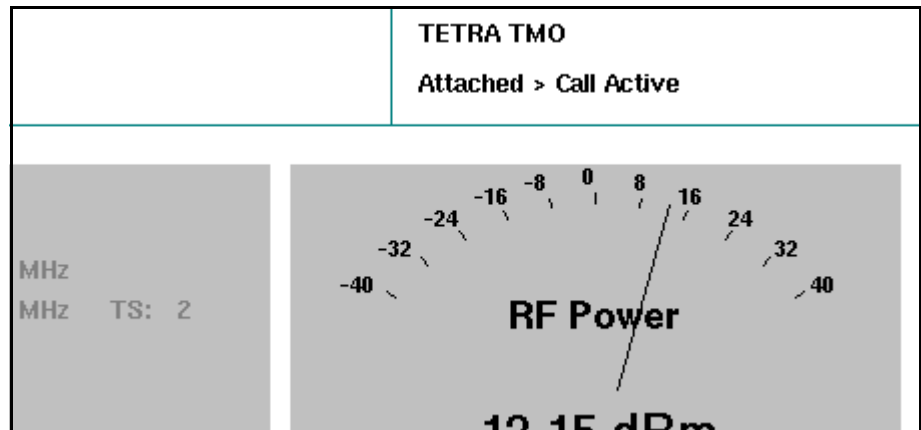 TETRA TMO
Attached > Call Active
-40 -32 -24 -16 -8 0 8 16 24 32 40
MHz
MHz TS: 2
RF Power